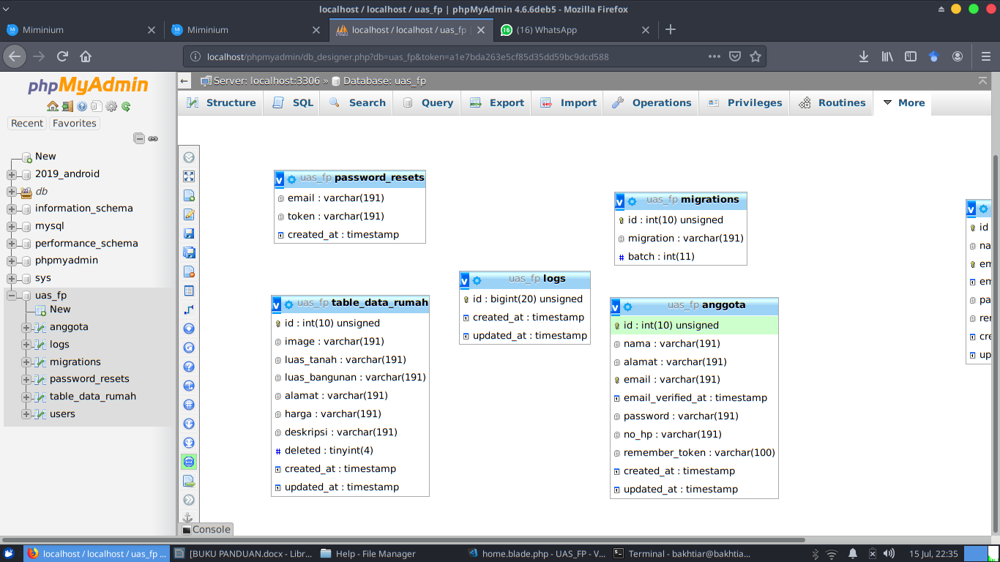 localhost / localhost / uas_fp | phpMyAdmin 4.6.6deb5 - Mozilla Firefox
Miminium
Miminium
localhost / localhost / uas_fp
(16) WhatsApp
localhost/phpmyadmin/db_designer.php?db=uas_fp&token=a1e7bda263e5cf85d35dd59bc9dcd588
phpMyAdmin
Recent Favorites
New
2019_android
db
information_schema
mysql
performance_schema
phpmyadmin
sys
uas_fp
New
anggota
logs
migrations
password_resets
table_data_rumah
users
Server: localhost:3306 » Database: uas_fp
Structure SQL Search Query Export Import Operations Privileges Routines More
uas_fp password_resets
email : varchar(191)
token : varchar(191)
created_at : timestamp
uas_fp table_data_rumah
id : int(10) unsigned
image : varchar(191)
luas_tanah : varchar(191)
luas_bangunan : varchar(191)
alamat : varchar(191)
harga : varchar(191)
deskripsi : varchar(191)
# deleted : tinyint(4)
created_at : timestamp
updated_at : timestamp
uas_fp logs
id : bigint(20) unsigned
created_at : timestamp
updated_at : timestamp
uas_fp migrations
id : int(10) unsigned
migration : varchar(191)
# batch : int(11)
uas_fp anggota
id : int(10) unsigned
nama : varchar(191)
alamat : varchar(191)
email : varchar(191)
email_verified_at : timestamp
password : varchar(191)
no_hp : varchar(191)
remember_token : varchar(100)
created_at : timestamp
updated_at : timestamp
id
na
em
em
pa
rem
cre
up
Console
localhost / localhost / uas_fp ...
[BUKU PANDUAN.docx - Libr...
Help - File Manager
home.blade.php - UAS_FP - V...
Terminal - bakhtiar@bakhtia...
15 Jul, 22:35